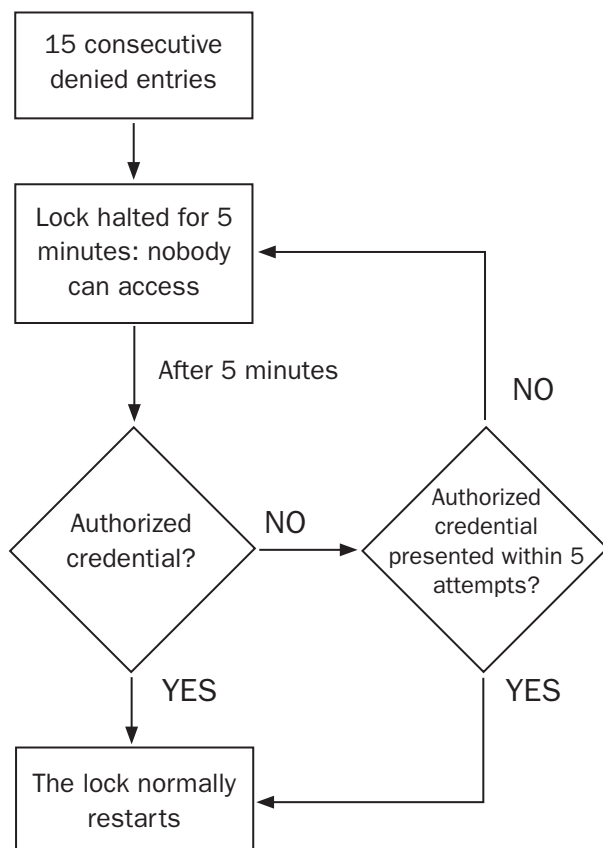 15 consecutive
denied entries
Lock halted for 5
minutes: nobody
can access
After 5 minutes
NO
Authorized
credential?
NO
Authorized
credential
presented within 5
attempts?
YES
YES
The lock normally
restarts